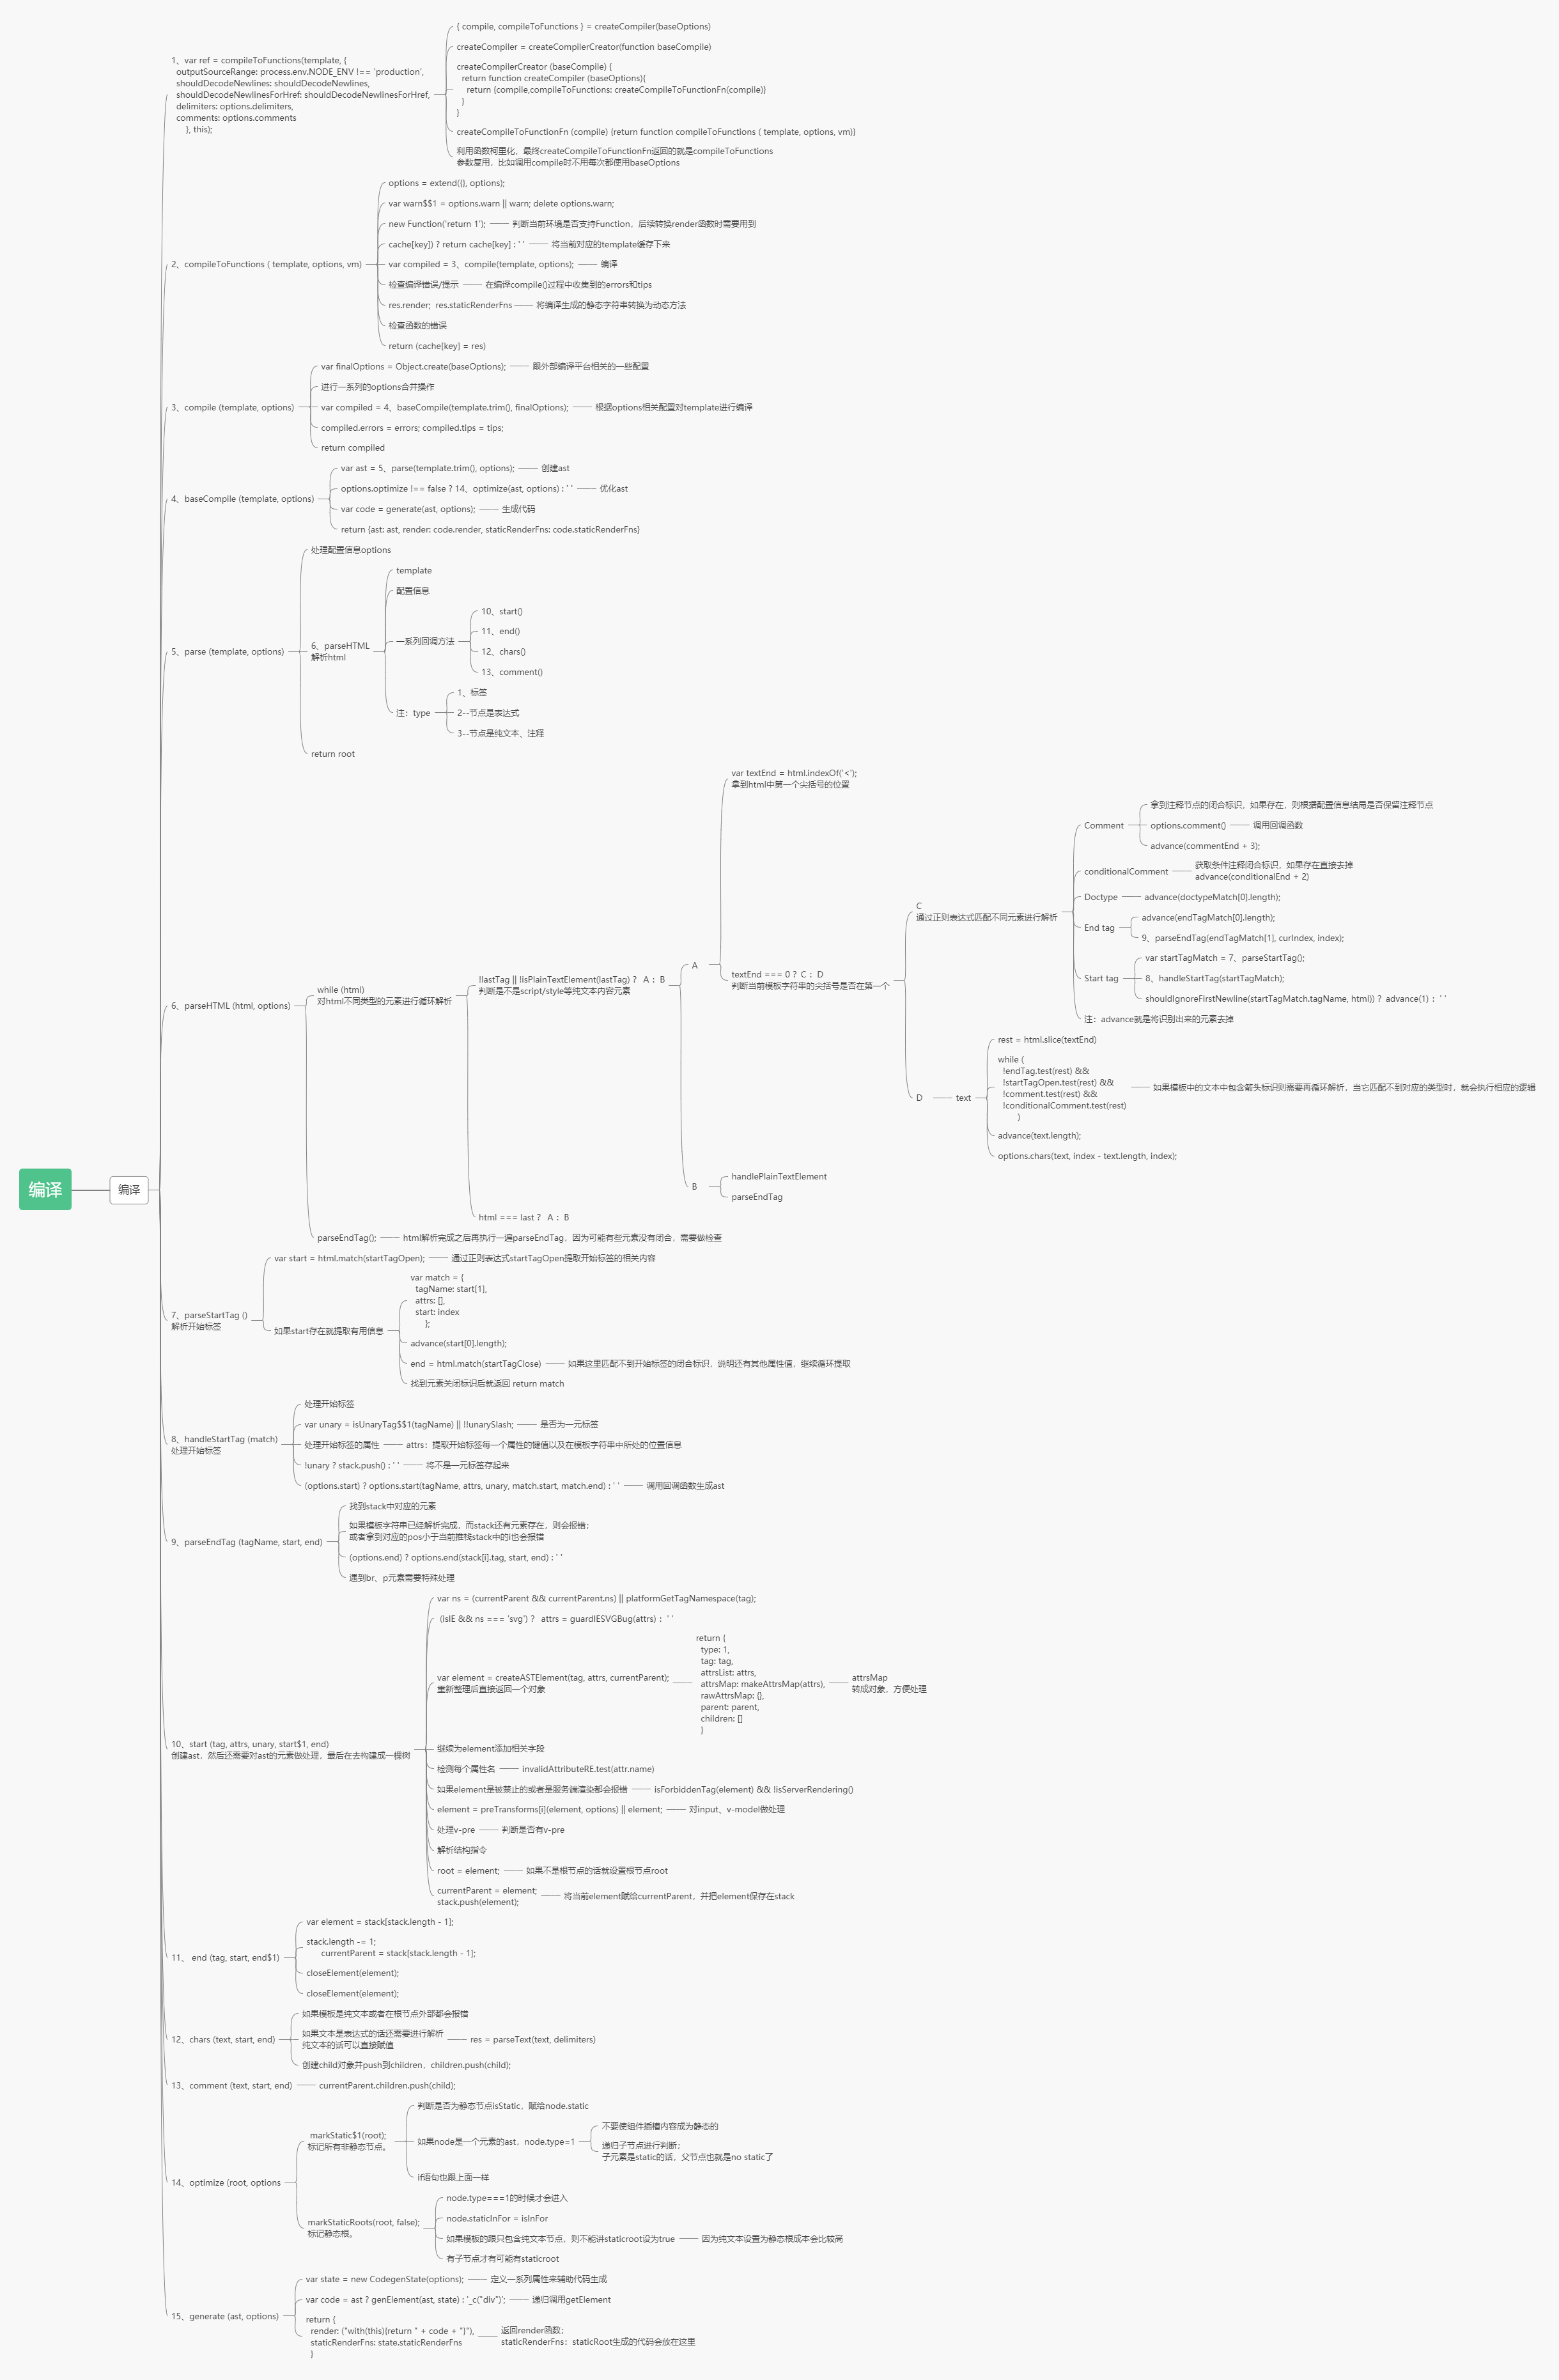 编译
编译
1、var ref = compileToFunctions(template, {
outputSourceRange: process.env.NODE_ENV !== 'production',
shouldDecodeNewlines: shouldDecodeNewlines,
shouldDecodeNewlinesForHref: shouldDecodeNewlinesForHref,
delimiters: options.delimiters,
comments: options.comments
}, this);
{ compile, compileToFunctions } = createCompiler(baseOptions)
createCompiler = createCompilerCreator(function baseCompile)
createCompilerCreator (baseCompile) {
return function createCompiler (baseOptions){
return {compile,compileToFunctions: createCompileToFunctionFn(compile)}
}
}
createCompileToFunctionFn (compile) {return function compileToFunctions ( template, options, vm)}
利用函数柯里化，最终createCompileToFunctionFn返回的就是compileToFunctions
参数复用，比如调用compile时不用每次都使用baseOptions
2、compileToFunctions ( template, options, vm)
options = extend({}, options);
var warn$$1 = options.warn || warn; delete options.warn;
new Function('return 1');
判断当前环境是否支持Function，后续转换render函数时需要用到
cache[key]) ? return cache[key] : ' '
将当前对应的template缓存下来
var compiled = 3、compile(template, options);
编译
检查编译错误/提示
在编译compile()过程中收集到的errors和tips
res.render; res.staticRenderFns
将编译生成的静态字符串转换为动态方法
检查函数的错误
return (cache[key] = res)
3、compile (template, options)
var finalOptions = Object.create(baseOptions);
跟外部编译平台相关的一些配置
进行一系列的options合并操作
var compiled = 4、baseCompile(template.trim(), finalOptions);
根据options相关配置对template进行编译
compiled.errors = errors; compiled.tips = tips;
return compiled
4、baseCompile (template, options)
var ast = 5、parse(template.trim(), options);
创建ast
options.optimize !== false ? 14、optimize(ast, options) : ' '
优化ast
var code = generate(ast, options);
生成代码
return {ast: ast, render: code.render, staticRenderFns: code.staticRenderFns}
5、parse (template, options)
处理配置信息options
6、parseHTML
解析html
template
配置信息
一系列回调方法
10、start()
11、end()
12、chars()
13、comment()
注：type
1、标签
2--节点是表达式
3--节点是纯文本、注释
return root
6、parseHTML (html, options)
while (html)
对html不同类型的元素进行循环解析
!lastTag || !isPlainTextElement(lastTag) ? A : B
判断是不是script/style等纯文本内容元素
A
var textEnd = html.indexOf('<');
拿到html中第一个尖括号的位置
textEnd === 0 ? C : D
判断当前模板字符串的尖括号是否在第一个
C
通过正则表达式匹配不同元素进行解析
Comment
拿到注释节点的闭合标识，如果存在，则根据配置信息结局是否保留注释节点
options.comment()
调用回调函数
advance(commentEnd + 3);
conditionalComment
获取条件注释闭合标识，如果存在直接去掉
advance(conditionalEnd + 2)
Doctype
advance(doctypeMatch[0].length);
End tag
advance(endTagMatch[0].length);
9、parseEndTag(endTagMatch[1], curIndex, index);
Start tag
var startTagMatch = 7、parseStartTag();
8、handleStartTag(startTagMatch);
shouldIgnoreFirstNewline(startTagMatch.tagName, html)) ? advance(1) : ' '
注：advance就是将识别出来的元素去掉
D
text
rest = html.slice(textEnd)
while (
!endTag.test(rest) &&
!startTagOpen.test(rest) &&
!comment.test(rest) &&
!conditionalComment.test(rest)
)
如果模板中的文本中包含箭头标识则需要再循环解析，当它匹配不到对应的类型时，就会执行相应的逻辑
advance(text.length);
options.chars(text, index - text.length, index);
B
handlePlainTextElement
parseEndTag
html === last ? A : B
parseEndTag();
html解析完成之后再执行一遍parseEndTag，因为可能有些元素没有闭合，需要做检查
7、parseStartTag ()
解析开始标签
var start = html.match(startTagOpen);
通过正则表达式startTagOpen提取开始标签的相关内容
如果start存在就提取有用信息
var match = {
tagName: start[1],
attrs: [],
start: index
};
advance(start[0].length);
end = html.match(startTagClose)
如果这里匹配不到开始标签的闭合标识，说明还有其他属性值，继续循环提取
找到元素关闭标识后就返回 return match
8、handleStartTag (match)
处理开始标签
处理开始标签
var unary = isUnaryTag$$1(tagName) || !!unarySlash;
是否为一元标签
处理开始标签的属性
attrs：提取开始标签每一个属性的键值以及在模板字符串中所处的位置信息
!unary ? stack.push() : ' '
将不是一元标签存起来
(options.start) ? options.start(tagName, attrs, unary, match.start, match.end) : ' '
调用回调函数生成ast
9、parseEndTag (tagName, start, end)
找到stack中对应的元素
如果模板字符串已经解析完成，而stack还有元素存在，则会报错；
或者拿到对应的pos小于当前推栈stack中的i也会报错
(options.end) ? options.end(stack[i].tag, start, end) : ' '
遇到br、p元素需要特殊处理
10、start (tag, attrs, unary, start$1, end)
创建ast，然后还需要对ast的元素做处理，最后在去构建成一棵树
var ns = (currentParent && currentParent.ns) || platformGetTagNamespace(tag);
(isIE && ns === 'svg') ? attrs = guardIESVGBug(attrs) : ' '
var element = createASTElement(tag, attrs, currentParent);
重新整理后直接返回一个对象
return {
type: 1,
tag: tag,
attrsList: attrs,
attrsMap: makeAttrsMap(attrs),
rawAttrsMap: {},
parent: parent,
children: []
}
attrsMap
转成对象，方便处理
继续为element添加相关字段
检测每个属性名
invalidAttributeRE.test(attr.name)
如果element是被禁止的或者是服务端渲染都会报错
isForbiddenTag(element) && !isServerRendering()
element = preTransforms[i](element, options) || element;
对input、v-model做处理
处理v-pre
判断是否有v-pre
解析结构指令
root = element;
如果不是根节点的话就设置根节点root
currentParent = element;
stack.push(element);
将当前element赋给currentParent，并把element保存在stack
11、 end (tag, start, end$1)
var element = stack[stack.length - 1];
stack.length -= 1;
currentParent = stack[stack.length - 1];
closeElement(element);
closeElement(element);
12、chars (text, start, end)
如果模板是纯文本或者在根节点外部都会报错
如果文本是表达式的话还需要进行解析
纯文本的话可以直接赋值
res = parseText(text, delimiters)
创建child对象并push到children，children.push(child);
13、comment (text, start, end)
currentParent.children.push(child);
14、optimize (root, options
markStatic$1(root);
标记所有非静态节点。
判断是否为静态节点isStatic，赋给node.static
如果node是一个元素的ast，node.type=1
不要使组件插槽内容成为静态的
递归子节点进行判断；
子元素是static的话，父节点也就是no static了
if语句也跟上面一样
markStaticRoots(root, false);
标记静态根。
node.type===1的时候才会进入
node.staticInFor = isInFor
如果模板的跟只包含纯文本节点，则不能讲staticroot设为true
因为纯文本设置为静态根成本会比较高
有子节点才有可能有staticroot
15、generate (ast, options)
var state = new CodegenState(options);
定义一系列属性来辅助代码生成
var code = ast ? genElement(ast, state) : '_c("div")';
递归调用getElement
return {
render: ("with(this){return " + code + "}"),
staticRenderFns: state.staticRenderFns
}
返回render函数；
staticRenderFns：staticRoot生成的代码会放在这里